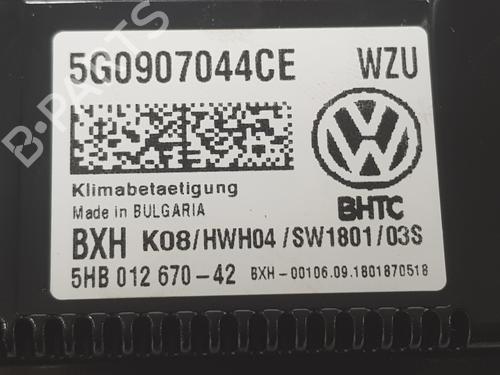 5G0907044CE WZU
Klimabetaetigung
Made in BULGARIA
BHTC
BXH K08/HWH04/SW1801/03S
5HB 012 670-42 BXH-00106.09.1801870518
B-PARTS